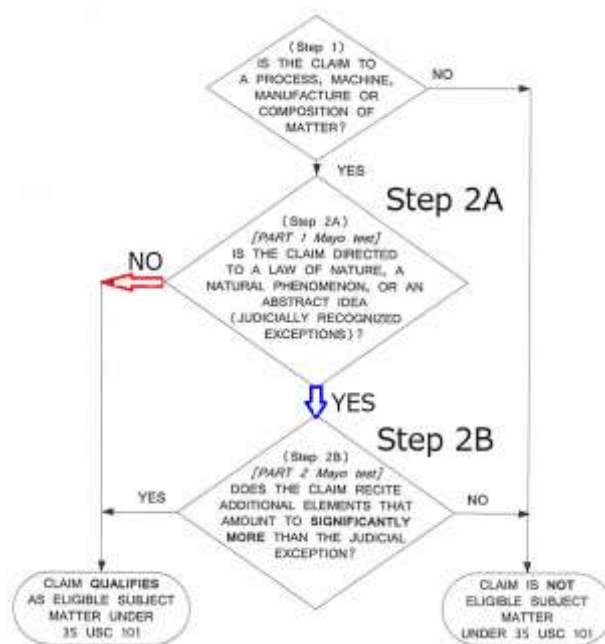 (Step 1)
IS THE CLAIM TO
A PROCESS, MACHINE,
MANUFACTURE OR
COMPOSITION OF
MATTER?
NO
YES
Step 2A
(Step 2A)
[PART 1 Mayo test]
IS THE CLAIM DIRECTED
TO A LAW OF NATURE, A
NATURAL PHENOMENON, OR AN
ABSTRACT IDEA
(JUDICIALLY RECOGNIZED
EXCEPTIONS)?
NO
YES
Step 2B
(Step 2B)
[PART 2 Mayo test]
DOES THE CLAIM RECITE
ADDITIONAL ELEMENTS THAT
AMOUNT TO SIGNIFICANTLY
MORE THAN THE JUDICIAL
EXCEPTION?
YES
NO
CLAIM QUALIFIES
AS ELIGIBLE SUBJECT
MATTER UNDER
35 USC 101
CLAIM IS NOT
ELIGIBLE SUBJECT
MATTER
UNDER 35 USC 101